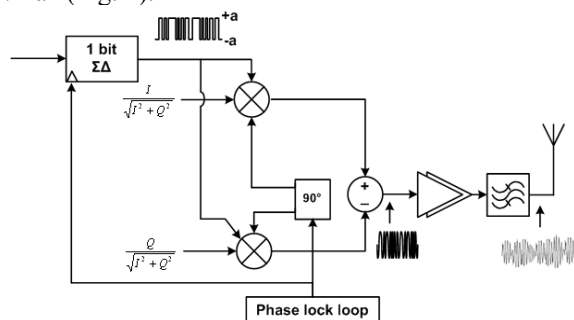 +a
-a
1 bit
ΣΔ
I
√I² + Q²
90°
+
−
Q
√I² + Q²
Phase lock loop